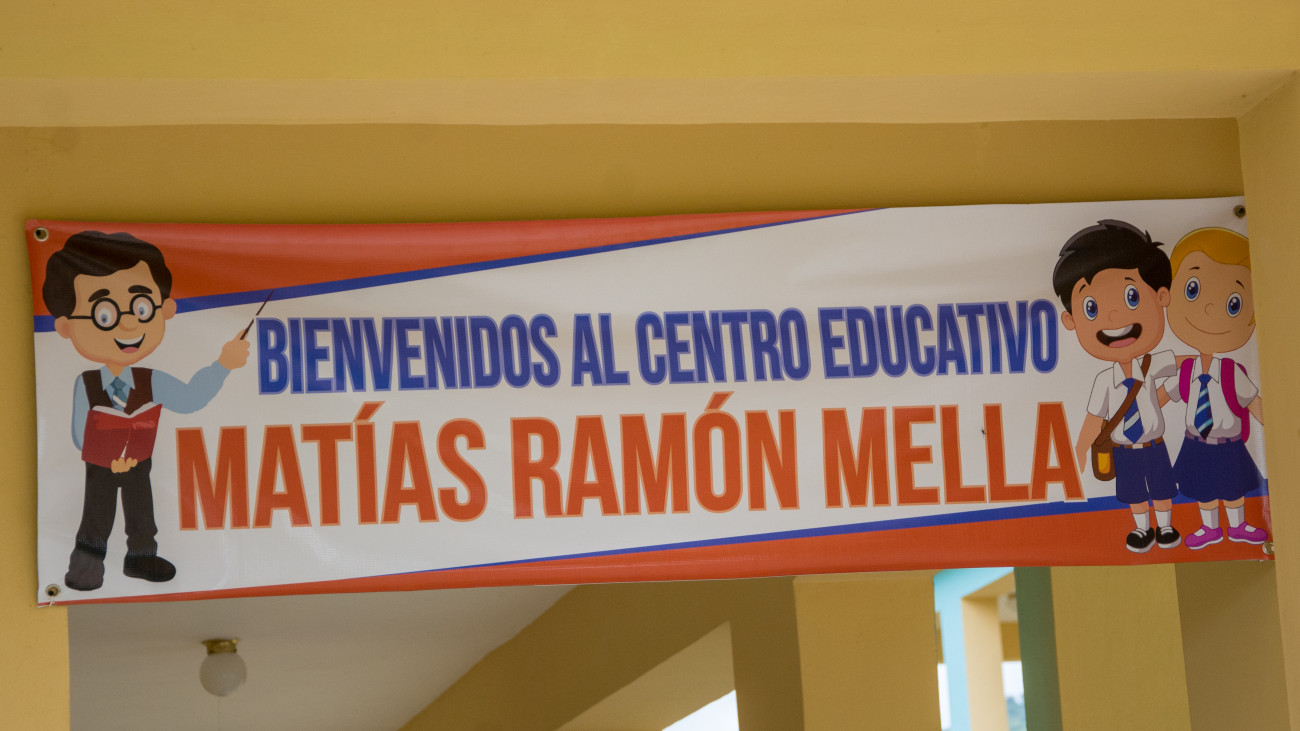 BIENVENIDOS AL CENTRO EDUCATIVO
MATÍAS RAMÓN MELLA